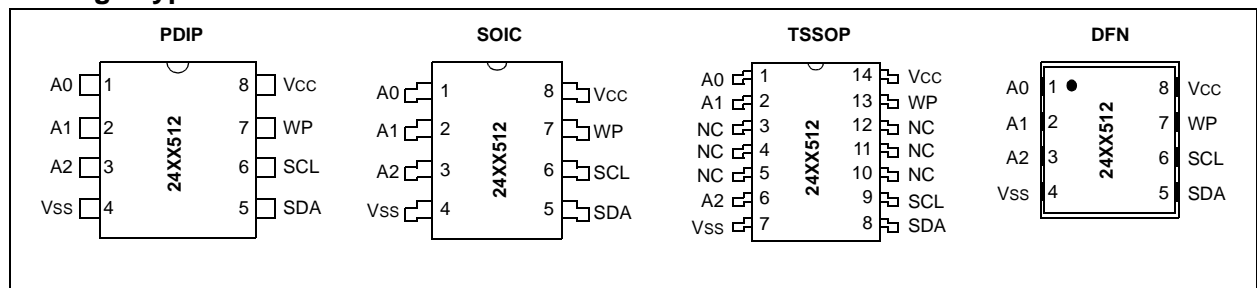 PDIP SOIC TSSOP DFN
A0 1 8 VCC
A1 2 7 WP
A2 3 6 SCL
VSS 4 5 SDA
24XX512
A0 1 8 VCC
A1 2 7 WP
A2 3 6 SCL
VSS 4 5 SDA
24XX512
A0 1 14 VCC
A1 2 13 WP
NC 3 12 NC
NC 4 11 NC
NC 5 10 NC
A2 6 9 SCL
VSS 7 8 SDA
24XX512
A0 1 8 VCC
A1 2 7 WP
A2 3 6 SCL
VSS 4 5 SDA
24XX512